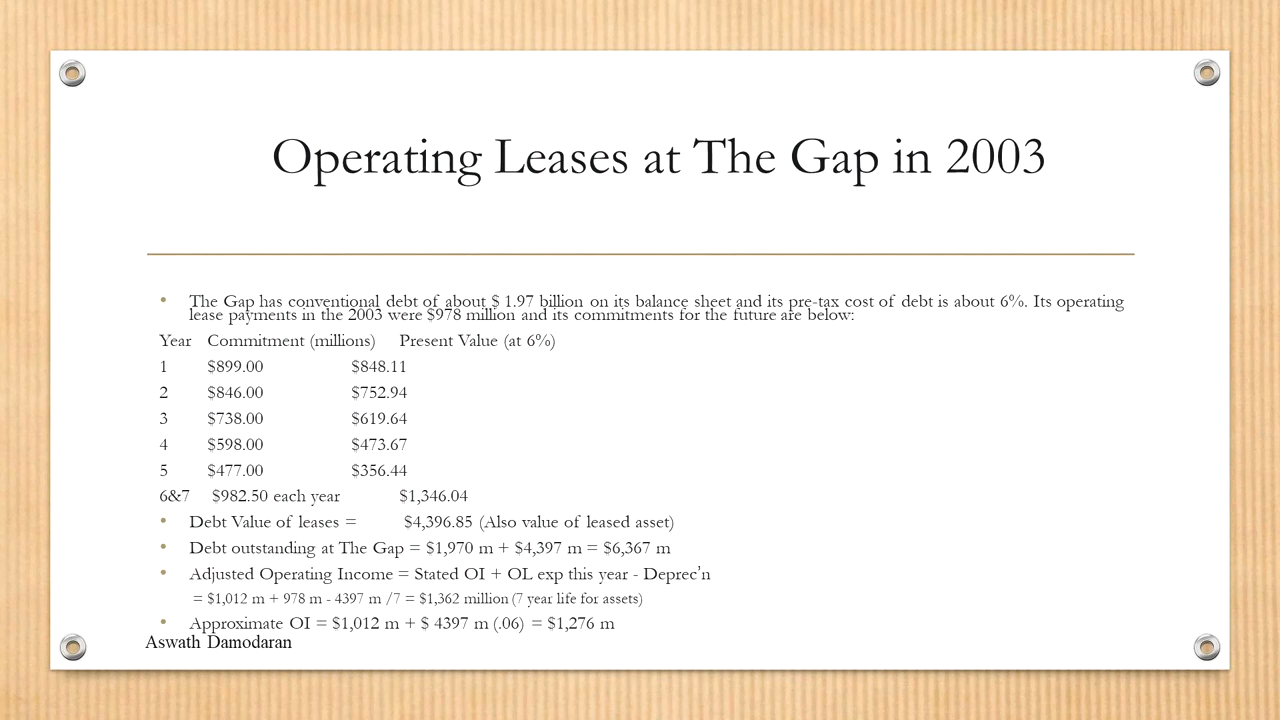 Operating Leases at The Gap in 2003
• The Gap has conventional debt of about $ 1.97 billion on its balance sheet and its pre-tax cost of debt is about 6%. Its operating
lease payments in the 2003 were $978 million and its commitments for the future are below:
Year Commitment (millions) Present Value (at 6%)
1 $899.00 $848.11
2 $846.00 $752.94
3 $738.00 $619.64
4 $598.00 $473.67
5 $477.00 $356.44
6&7 $982.50 each year $1,346.04
• Debt Value of leases = $4,396.85 (Also value of leased asset)
• Debt outstanding at The Gap = $1,970 m + $4,397 m = $6,367 m
• Adjusted Operating Income = Stated OI + OL exp this year - Deprec’n
= $1,012 m + 978 m - 4397 m /7 = $1,362 million (7 year life for assets)
• Approximate OI = $1,012 m + $ 4397 m (.06) = $1,276 m
Aswath Damodaran